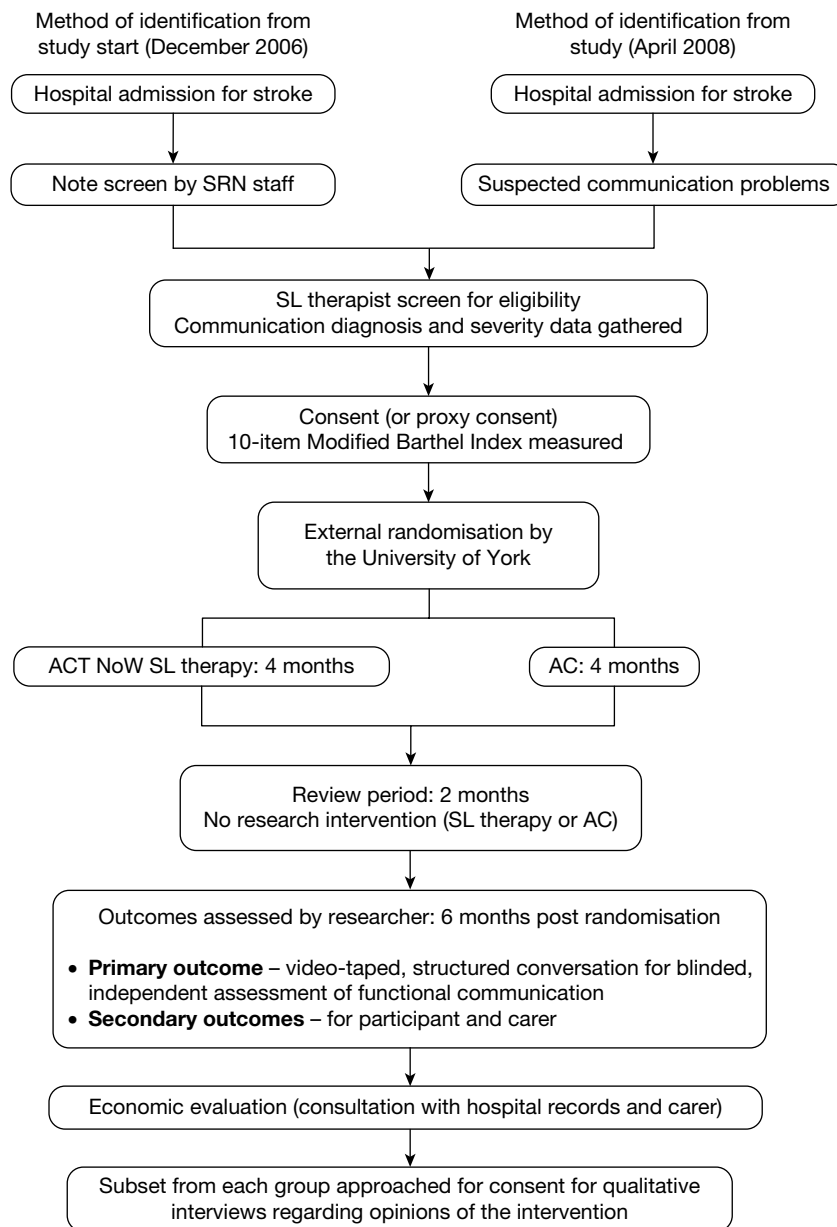 Method of identification from
study start (December 2006)
Method of identification from
study (April 2008)
Hospital admission for stroke
Hospital admission for stroke
Note screen by SRN staff
Suspected communication problems
SL therapist screen for eligibility
Communication diagnosis and severity data gathered
Consent (or proxy consent)
10-item Modified Barthel Index measured
External randomisation by
the University of York
ACT NoW SL therapy: 4 months
AC: 4 months
Review period: 2 months
No research intervention (SL therapy or AC)
Outcomes assessed by researcher: 6 months post randomisation
• Primary outcome – video-taped, structured conversation for blinded,
independent assessment of functional communication
• Secondary outcomes – for participant and carer
Economic evaluation (consultation with hospital records and carer)
Subset from each group approached for consent for qualitative
interviews regarding opinions of the intervention